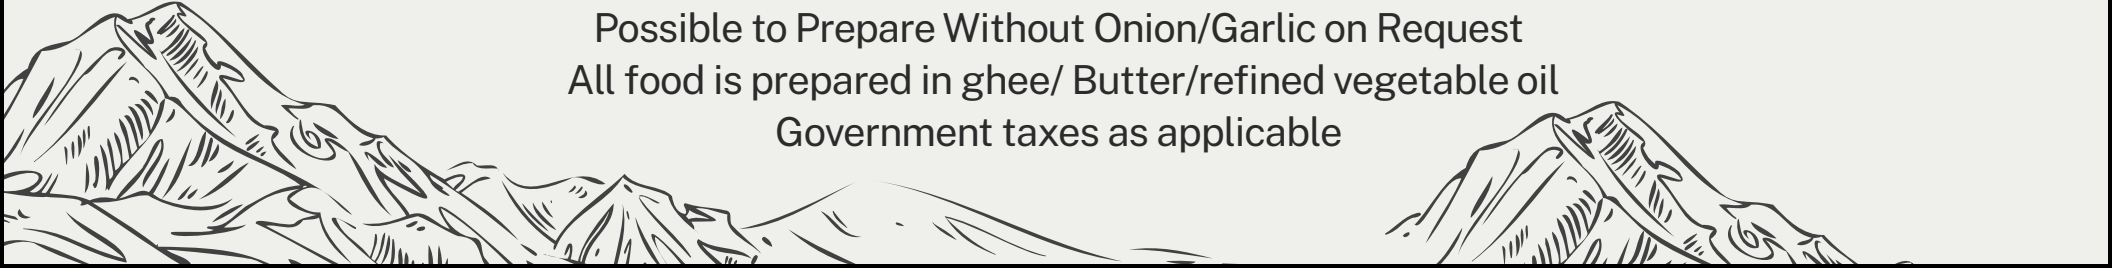 Possible to Prepare Without Onion/Garlic on Request
All food is prepared in ghee/ Butter/refined vegetable oil
Government taxes as applicable